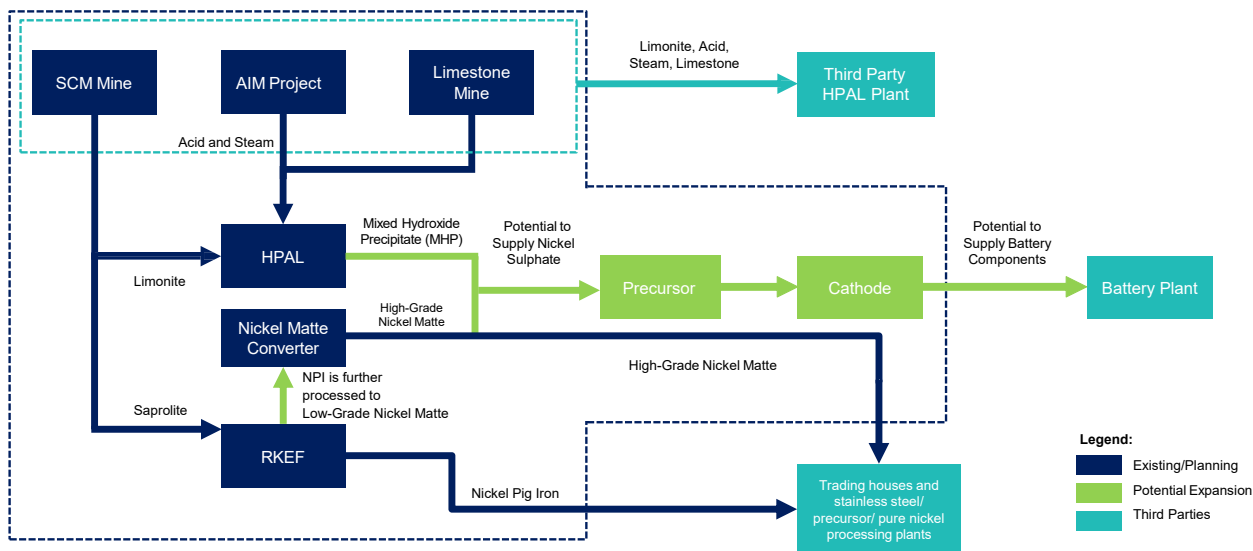 SCM Mine
AIM Project
Limestone
Mine
Limonite, Acid,
Steam, Limestone
Third Party
HPAL Plant
Acid and Steam
HPAL
Limonite
Mixed Hydroxide
Precipitate (MHP)
Potential to
Supply Nickel
Sulphate
Precursor
Cathode
Potential to
Supply Battery
Components
Battery Plant
High-Grade
Nickel Matte
Nickel Matte
Converter
High-Grade Nickel Matte
NPI is further
processed to
Low-Grade Nickel Matte
Saprolite
RKEF
Nickel Pig Iron
Trading houses and
stainless steel/
precursor/ pure nickel
processing plants
Legend:
Existing/Planning
Potential Expansion
Third Parties